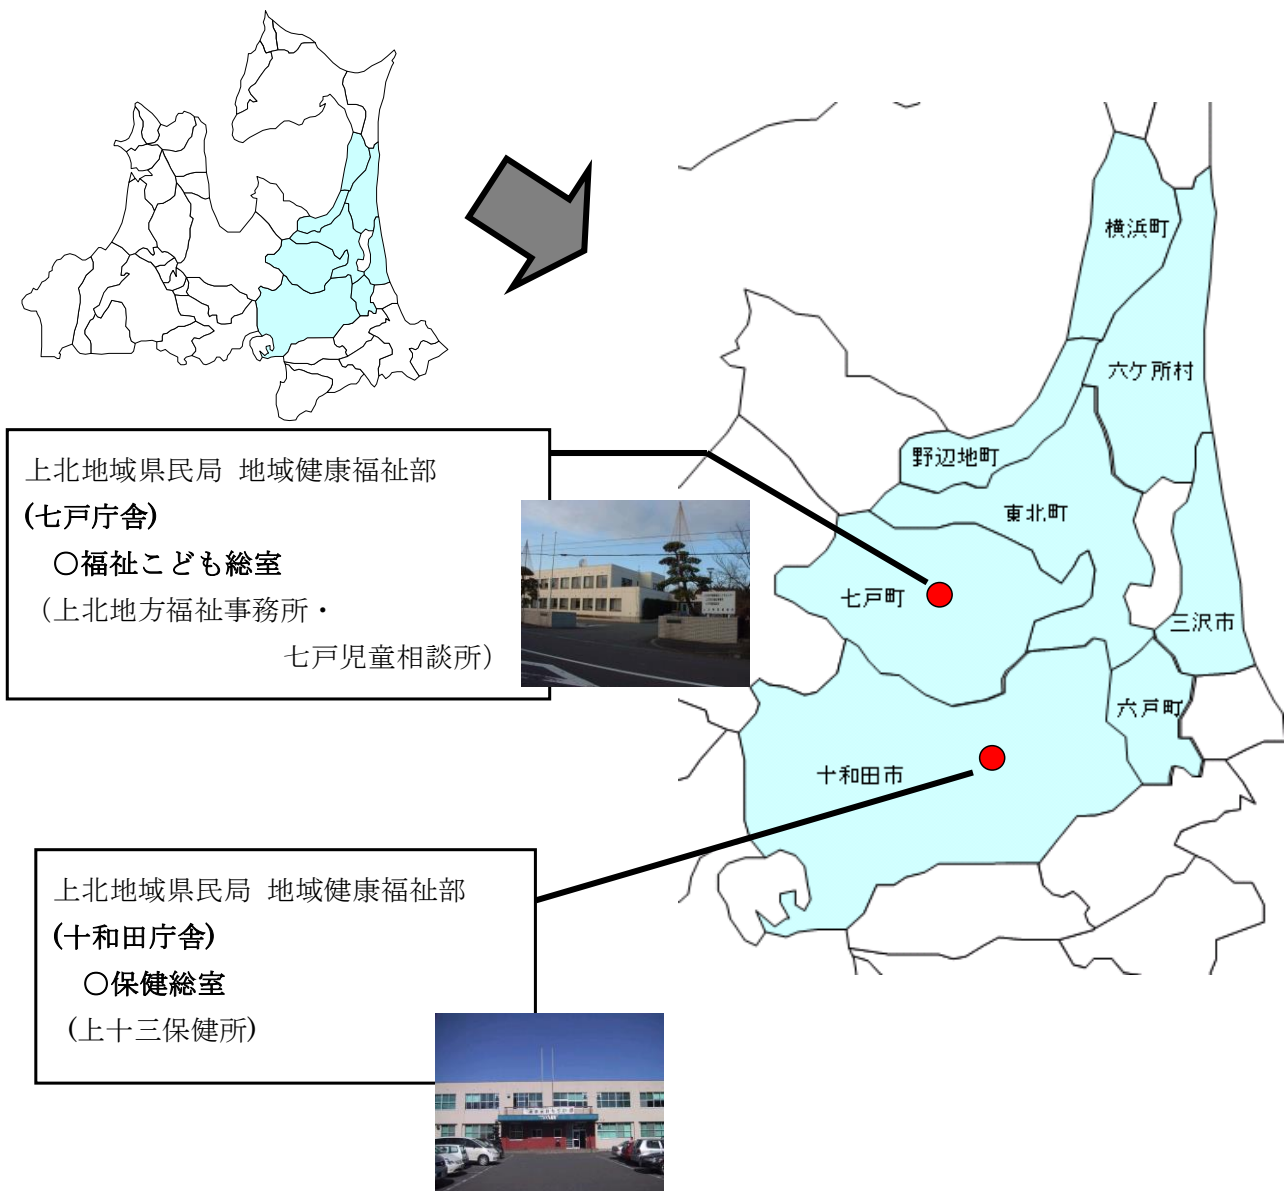 横浜町
六ケ所村
野辺地町
東北町
七戸町
三沢市
六戸町
十和田市
上北地域県民局 地域健康福祉部
(七戸庁舎)
○福祉こども総室
（上北地方福祉事務所・
七戸児童相談所）
上北地域県民局 地域健康福祉部
(十和田庁舎)
○保健総室
(上十三保健所)